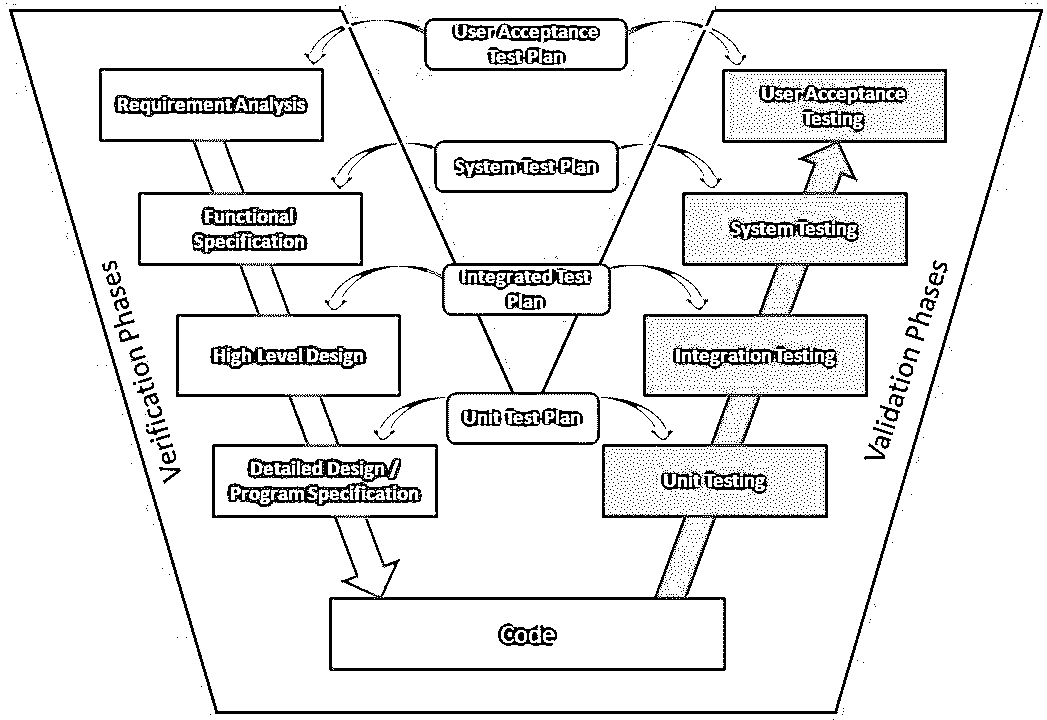 User Acceptance
Test Plan
Requirement Analysis
User Acceptance
Testing
System Test Plan
Functional
Specification
System Testing
Integrated Test
Plan
High Level Design
Integration Testing
Verification Phases
Validation Phases
Unit Test Plan
Detailed Design /
Program Specification
Unit Testing
Code